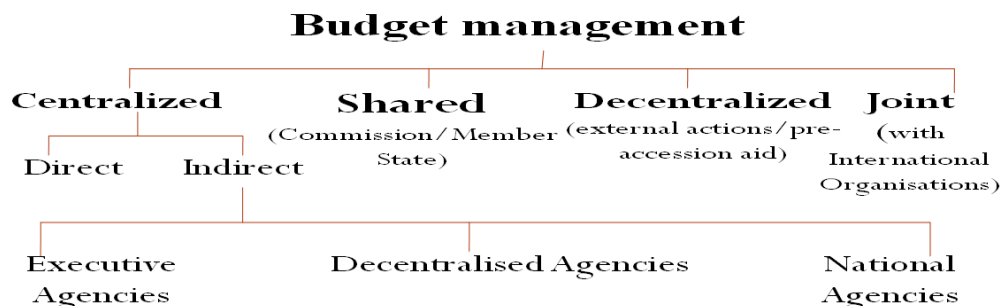 Budget management
Centralized
Shared
(Commission/Member
State)
Decentralized
(external actions/pre-
accession aid)
Joint
(with
International
Organisations)
Direct
Indirect
Executive
Agencies
Decentralised Agencies
National
Agencies